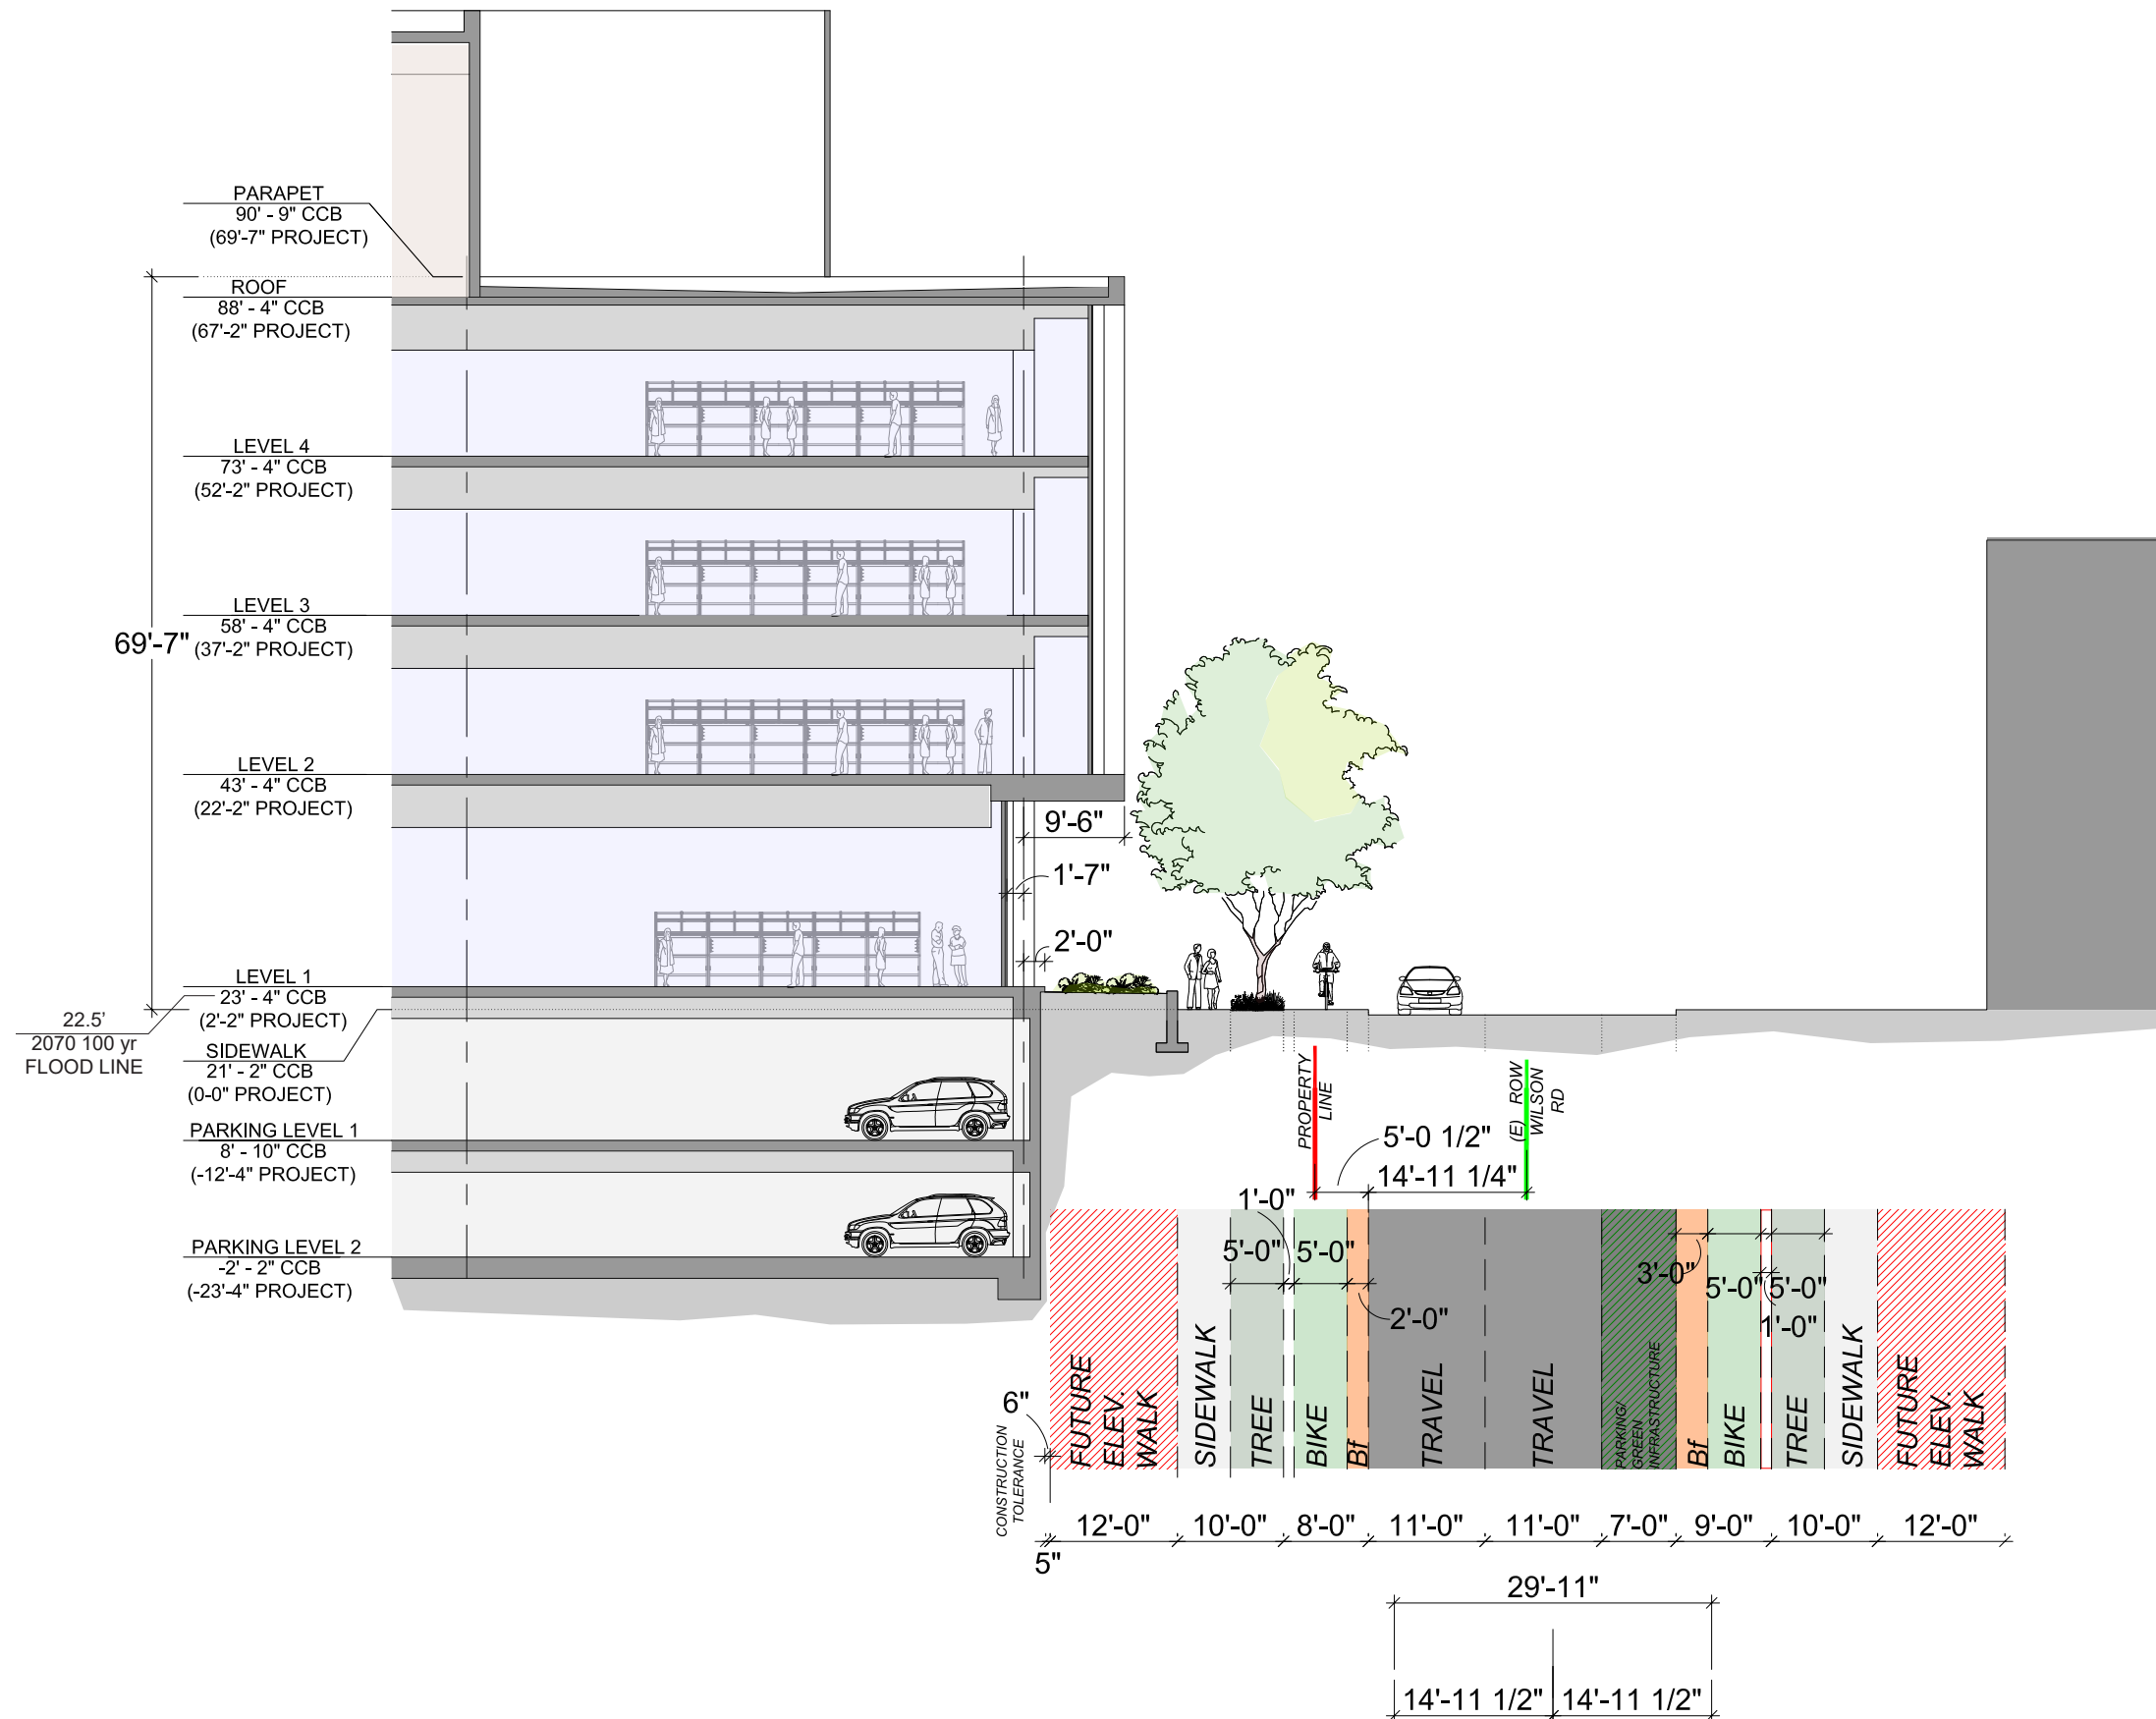 PARAPET
90' - 9" CCB
(69'-7" PROJECT)
ROOF
88' - 4" CCB
(67'-2" PROJECT)
LEVEL 4
73' - 4" CCB
(52'-2" PROJECT)
LEVEL 3
58' - 4" CCB
(37'-2" PROJECT)
69'-7"
LEVEL 2
43' - 4" CCB
(22'-2" PROJECT)
9'-6"
1'-7"
2'-0"
LEVEL 1
23' - 4" CCB
(2'-2" PROJECT)
22.5'
2070 100 yr
FLOOD LINE
SIDEWALK
21' - 2" CCB
(0-0" PROJECT)
PARKING LEVEL 1
8' - 10" CCB
(-12'-4" PROJECT)
PARKING LEVEL 2
-2' - 2" CCB
(-23'-4" PROJECT)
PROPERTY
LINE
(E) ROW
WILSON
RD
5'-0 1/2"
14'-11 1/4"
1'-0"
5'-0"
5'-0"
2'-0"
3'-0"
5'-0"
5'-0"
1'-0"
6"
CONSTRUCTION
TOLERANCE
FUTURE
ELEV.
WALK
SIDEWALK
TREE
BIKE
Bf
TRAVEL
TRAVEL
PARKING/
GREEN
INFRASTRUCTURE
Bf
BIKE
TREE
SIDEWALK
FUTURE
ELEV.
WALK
5"
12'-0"
10'-0"
8'-0"
11'-0"
11'-0"
7'-0"
9'-0"
10'-0"
12'-0"
29'-11"
14'-11 1/2"
14'-11 1/2"